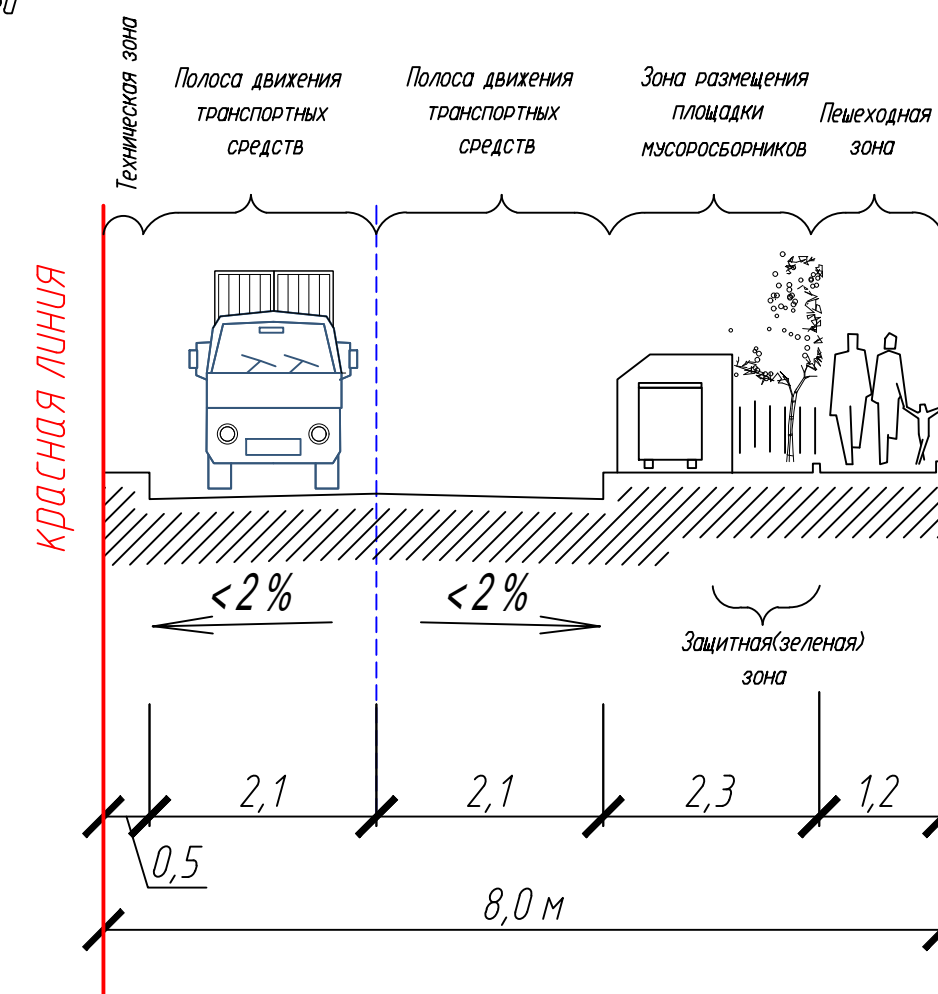 Техническая зона
Полоса движения
транспортных
средств
Полоса движения
транспортных
средств
Зона размещения
площадки
мусоросборников
Пешеходная
зона
красная линия
<2%
<2%
Защитная(зеленая)
зона
2,1
2,1
2,3
1,2
0,5
8,0 м